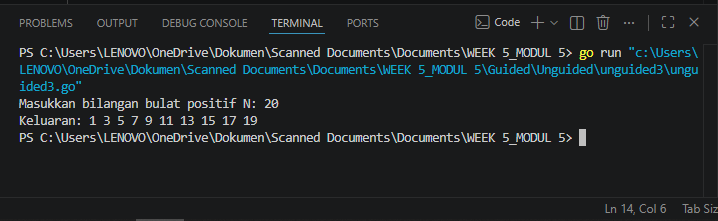 PROBLEMS OUTPUT DEBUG CONSOLE TERMINAL PORTS Code
PS C:\Users\LENOVO\OneDrive\Dokumen\Scanned Documents\Documents\WEEK 5_MODUL 5> go run "c:\Users\
LENOVO\OneDrive\Dokumen\Scanned Documents\Documents\WEEK 5_MODUL 5\Guided\Unguided\unguided3\ungu
ided3.go"
Masukkan bilangan bulat positif N: 20
Keluaran: 1 3 5 7 9 11 13 15 17 19
PS C:\Users\LENOVO\OneDrive\Dokumen\Scanned Documents\Documents\WEEK 5_MODUL 5>
Ln 14, Col 6 Tab Siz